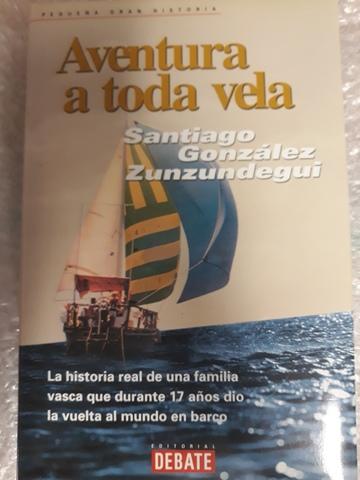 PEQUEÑA GRAN HISTORIA
Aventura
a toda vela
Santiago
González
Zunzundegui
La historia real de una familia
vasca que durante 17 años dio
la vuelta al mundo en barco
EDITORIAL
DEBATE